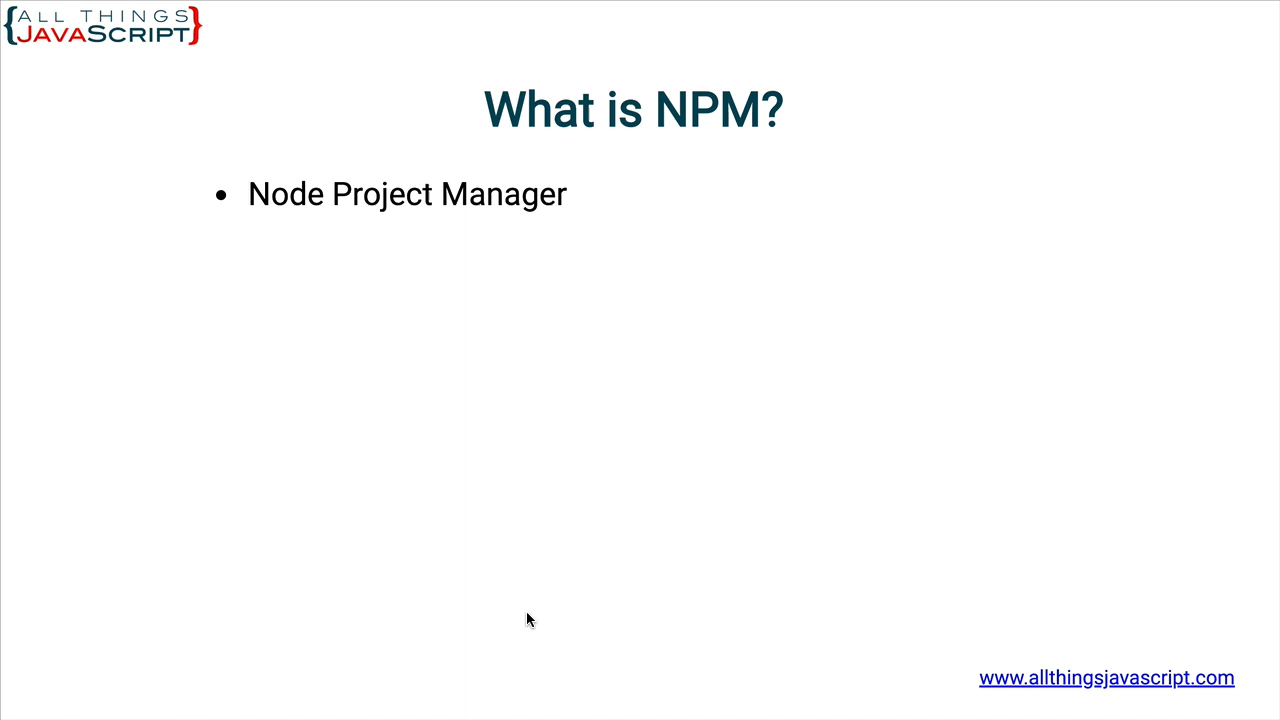 {ALL THINGS
JAVASCRIPT}
What is NPM?
• Node Project Manager
www.allthingsjavascript.com